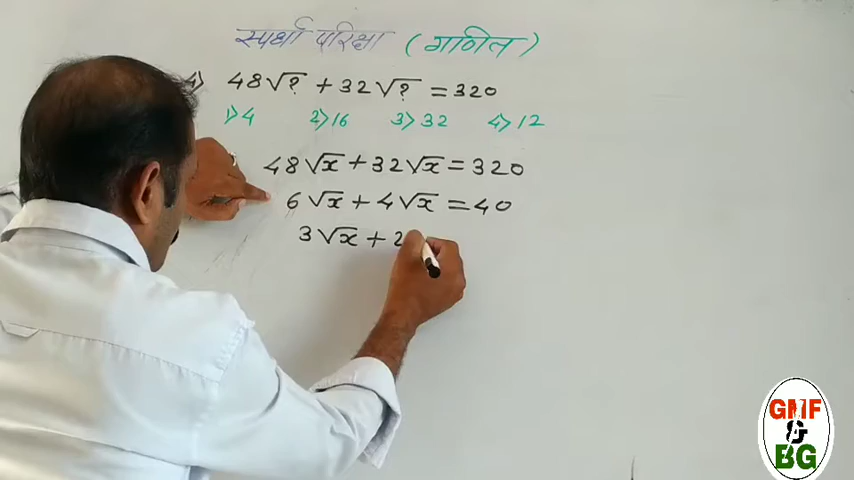 स्पर्धा परिक्षा (गणित)
4) 48√? + 32√? = 320
1) 4 2) 16 3) 32 4) 12
48√x + 32√x = 320
6√x + 4√x = 40
3√x + 2
GMF
&
BG